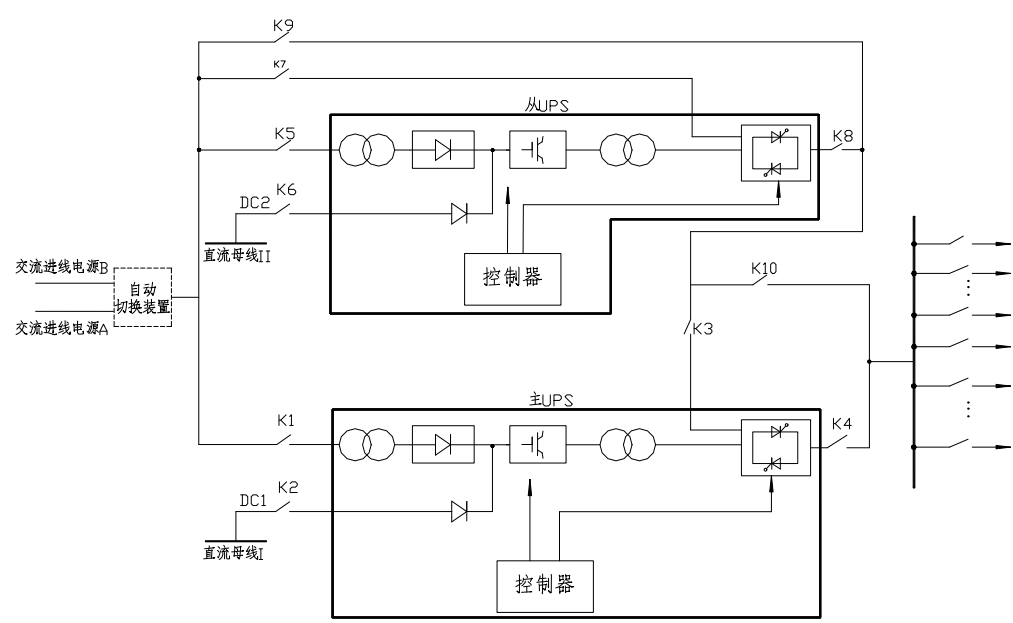 K9
K7
从UPS
K5
K8
K6
DC2
直流母线II
交流进线电源B
控制器
K10
自动
切换装置
交流进线电源A
K3
主UPS
K1
K4
K2
DC1
直流母线I
控制器